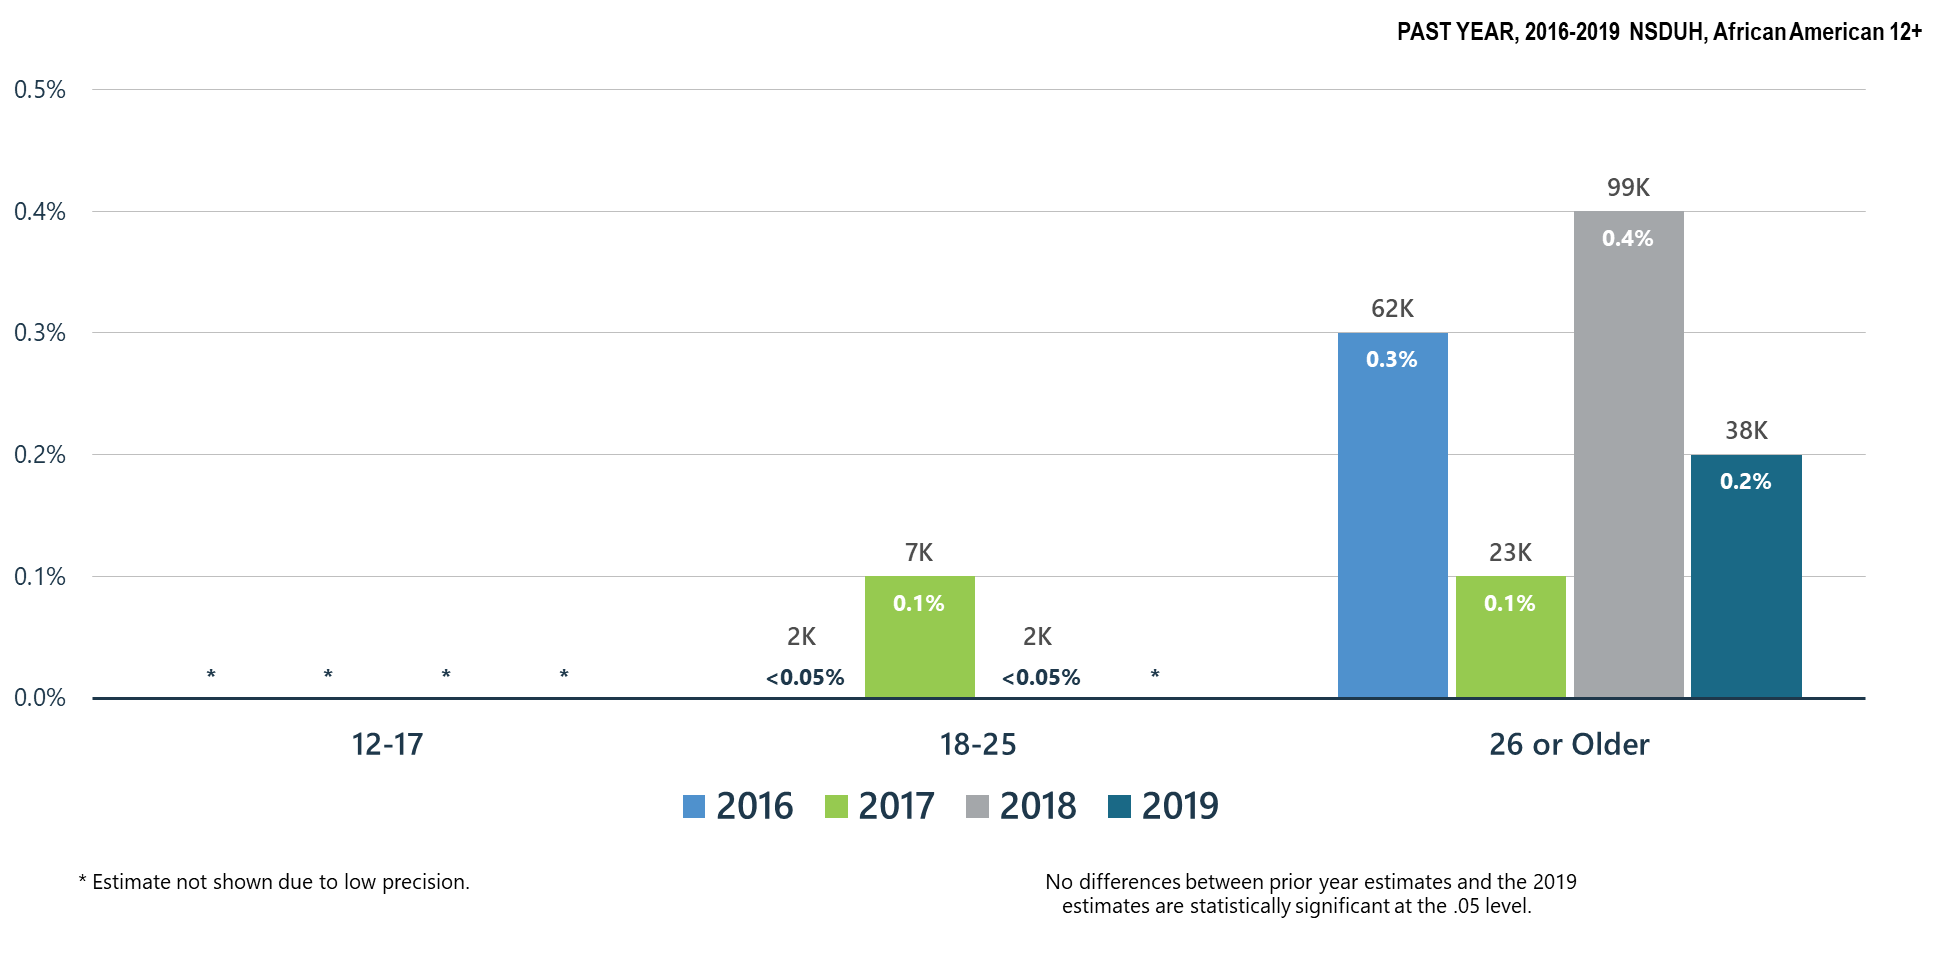 PAST YEAR, 2016-2019 NSDUH, African American 12+
0.5%
0.4%
0.3%
0.2%
0.1%
0.0%
* * * *
2K
<0.05%
7K
0.1%
2K
<0.05%
*
62K
0.3%
23K
0.1%
99K
0.4%
38K
0.2%
12-17 18-25 26 or Older
2016 2017 2018 2019
* Estimate not shown due to low precision.
No differences between prior year estimates and the 2019
estimates are statistically significant at the .05 level.